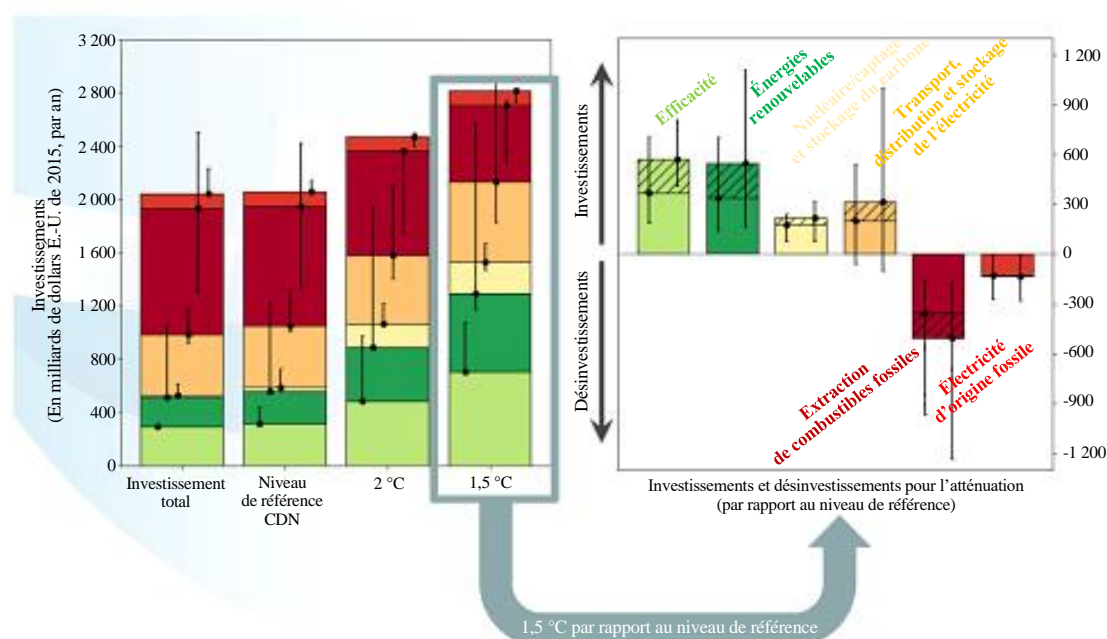 Investissements
(En milliards de dollars E.-U. de 2015, par an)
3 200
2 800
2 400
2 000
1 600
1 200
800
400
0
Investissement
total
Niveau
de référence
CDN
2 °C
1,5 °C
Investissements
Désinvestissements
Efficacité
Énergies
renouvelables
Nucléaire/captage
et stockage du carbone
Transport,
distribution et stockage
de l’électricité
Extraction
de combustibles fossiles
Électricité
d’origine fossile
1 200
900
600
300
0
-300
-600
-900
-1 200
Investissements et désinvestissements pour l’atténuation
(par rapport au niveau de référence)
1,5 °C par rapport au niveau de référence